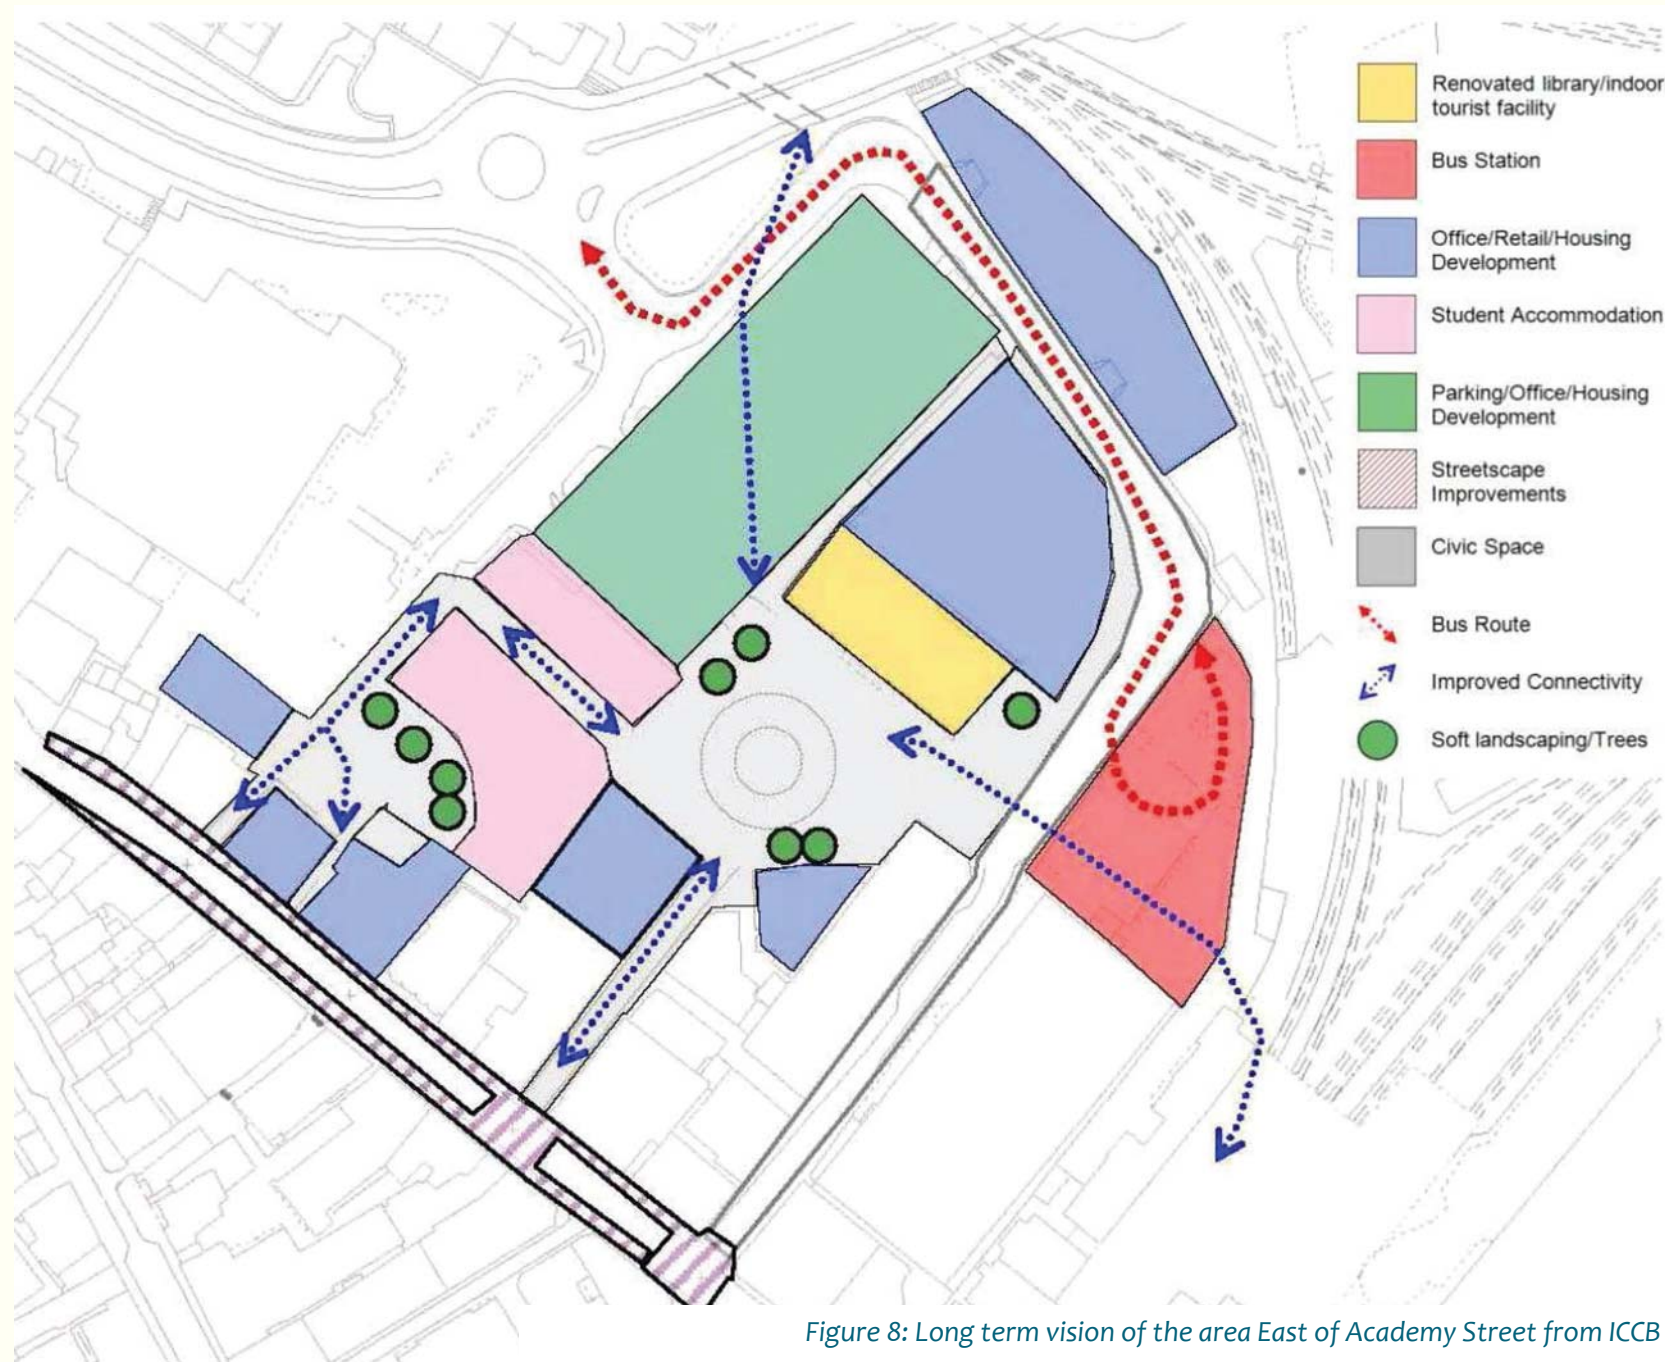 Renovated library/indoor
tourist facility
Bus Station
Office/Retail/Housing
Development
Student Accommodation
Parking/Office/Housing
Development
Streetscape
Improvements
Civic Space
Bus Route
Improved Connectivity
Soft landscaping/Trees
Figure 8: Long term vision of the area East of Academy Street from ICCB